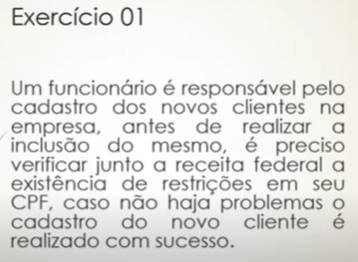 Exercício 01
Um funcionário é responsável pelo
cadastro dos novos clientes na
empresa, antes de realizar a
inclusão do mesmo, é preciso
verificar junto a receita federal a
existência de restrições em seu
CPF, caso não haja problemas o
cadastro do novo cliente é
realizado com sucesso.